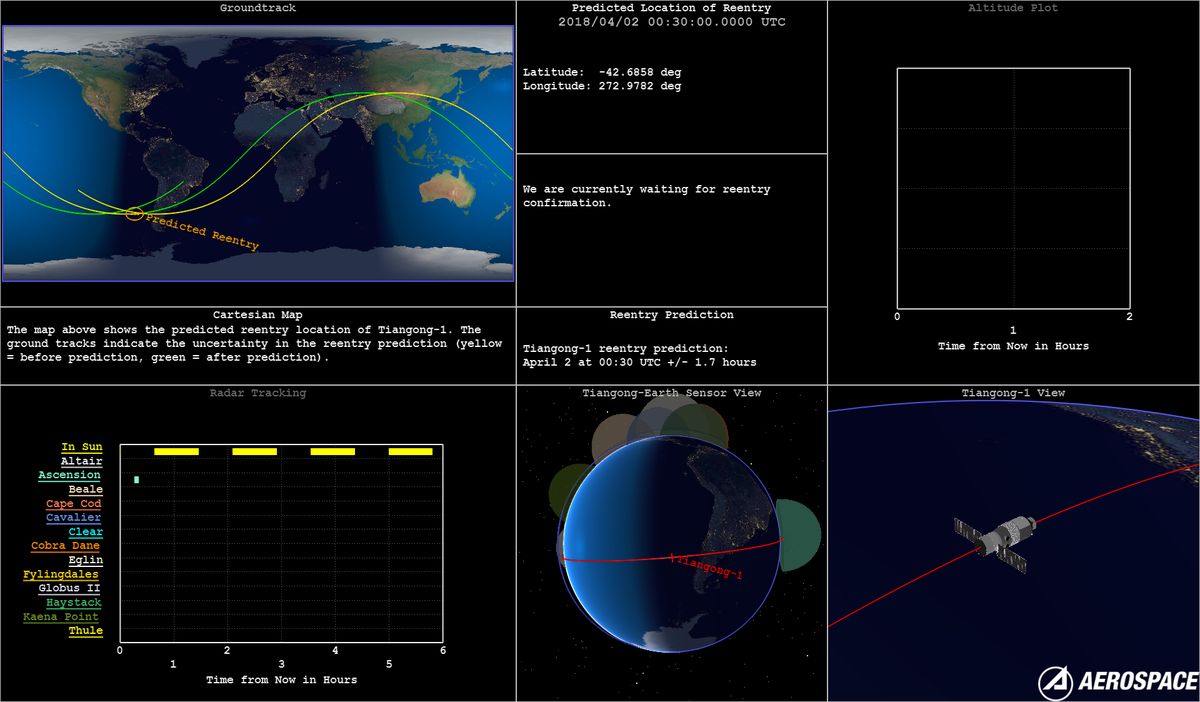 Groundtrack
Predicted Reentry
Predicted Location of Reentry
2018/04/02 00:30:00.0000 UTC
Latitude: -42.6858 deg
Longitude: 272.9782 deg
We are currently waiting for reentry
confirmation.
Altitude Plot
0
1
2
Time from Now in Hours
Cartesian Map
The map above shows the predicted reentry location of Tiangong-1. The
ground tracks indicate the uncertainty in the reentry prediction (yellow
= before prediction, green = after prediction).
Reentry Prediction
Tiangong-1 reentry prediction:
April 2 at 00:30 UTC +/- 1.7 hours
Radar Tracking
In Sun
Altair
Ascension
Beale
Cape Cod
Cavalier
Clear
Cobra Dane
Eglin
Fylingdales
Globus II
Haystack
Kaena Point
Thule
0
1
2
3
4
5
6
Time from Now in Hours
Tiangong-Earth Sensor View
Tiangong-1
Tiangong-1 View
AEROSPACE